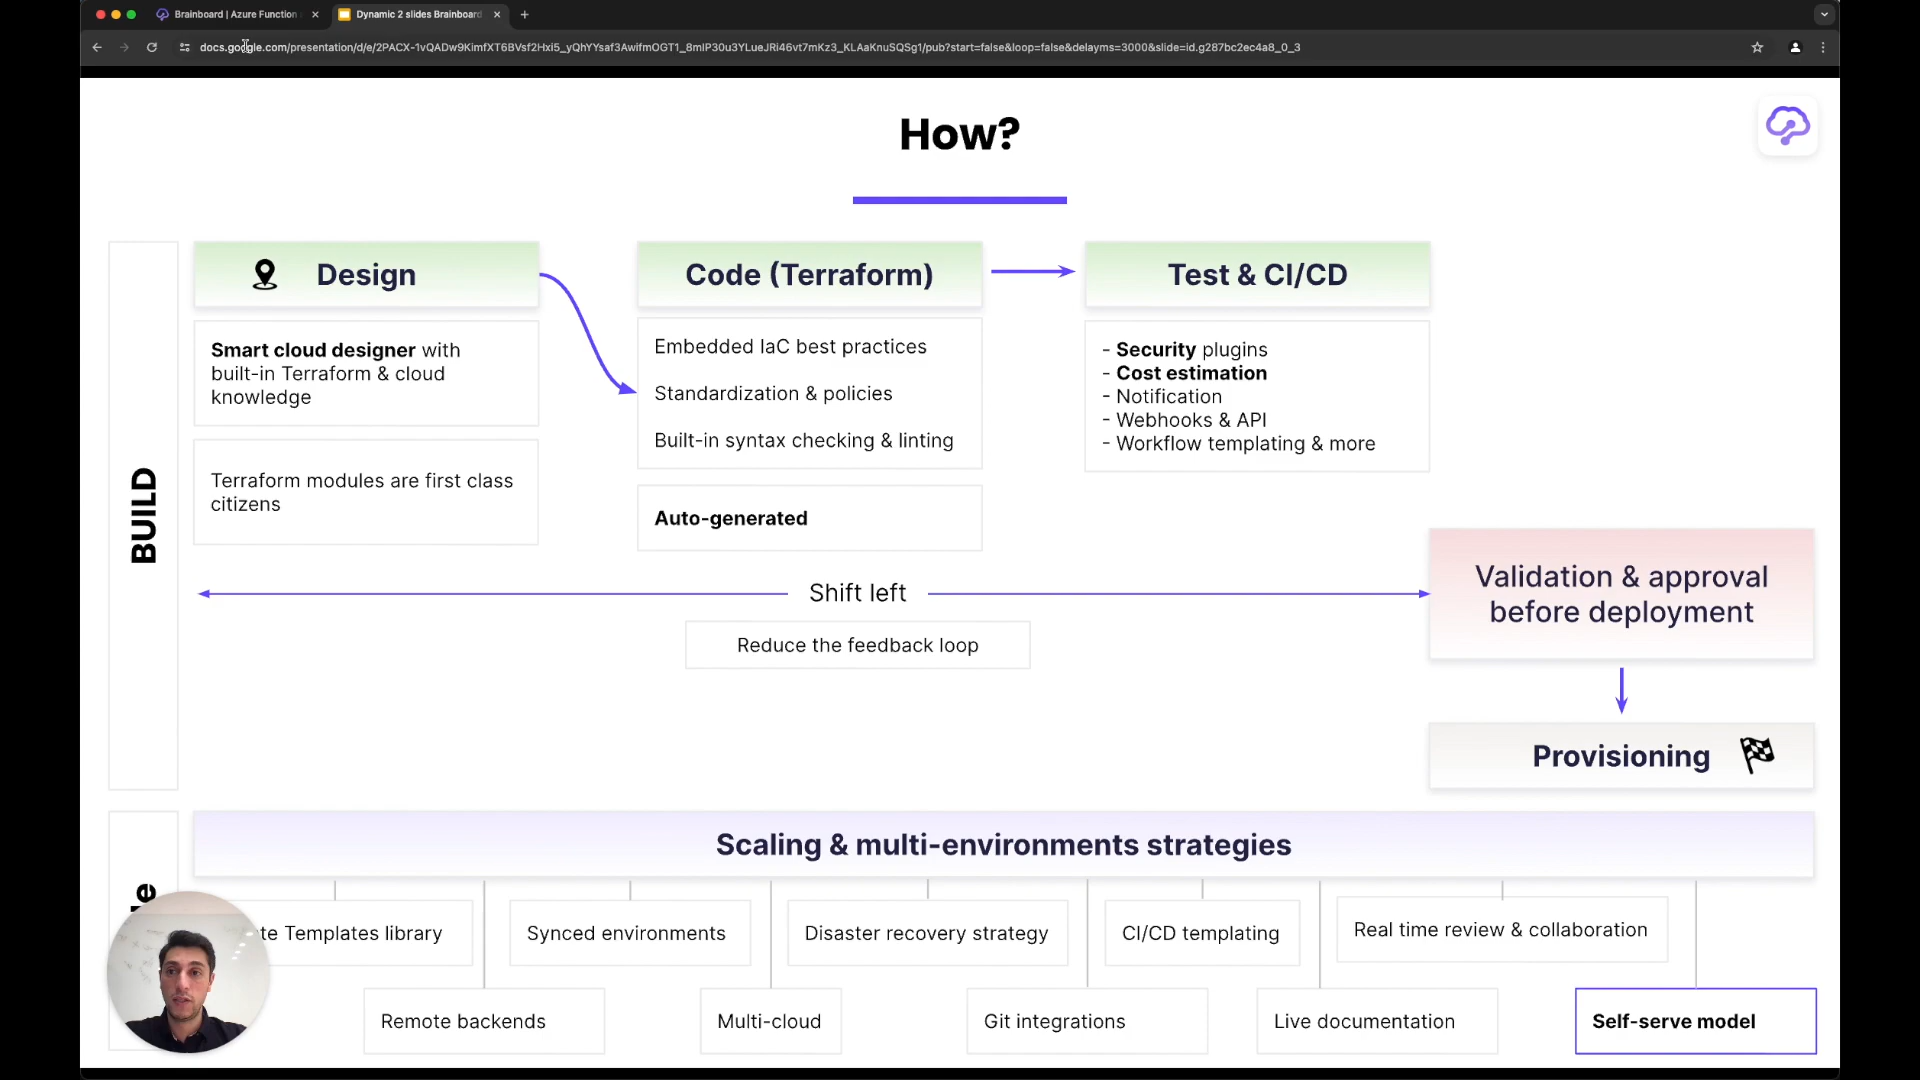 Brainboard | Azure Function
Dynamic 2 slides Brainboard
docs.google.com/presentation/d/e/2PACX-1vQADw9KimfXT6BVsf2Hxi5_yQhYYsaf3AwifmOGT1_8mIP30u3YLueJRi46vt7mKz3_KLAaKnuSQSg1/pub?start=false&loop=false&delayms=3000&slide=id.g287bc2ec4a8_0_3
How?
BUILD
Design
Smart cloud designer with
built-in Terraform & cloud
knowledge
Terraform modules are first class
citizens
Code (Terraform)
Embedded IaC best practices
Standardization & policies
Built-in syntax checking & linting
Auto-generated
Test & CI/CD
- Security plugins
- Cost estimation
- Notification
- Webhooks & API
- Workflow templating & more
Shift left
Reduce the feedback loop
Validation & approval
before deployment
Provisioning
Scaling & multi-environments strategies
te Templates library
Synced environments
Disaster recovery strategy
CI/CD templating
Real time review & collaboration
Remote backends
Multi-cloud
Git integrations
Live documentation
Self-serve model